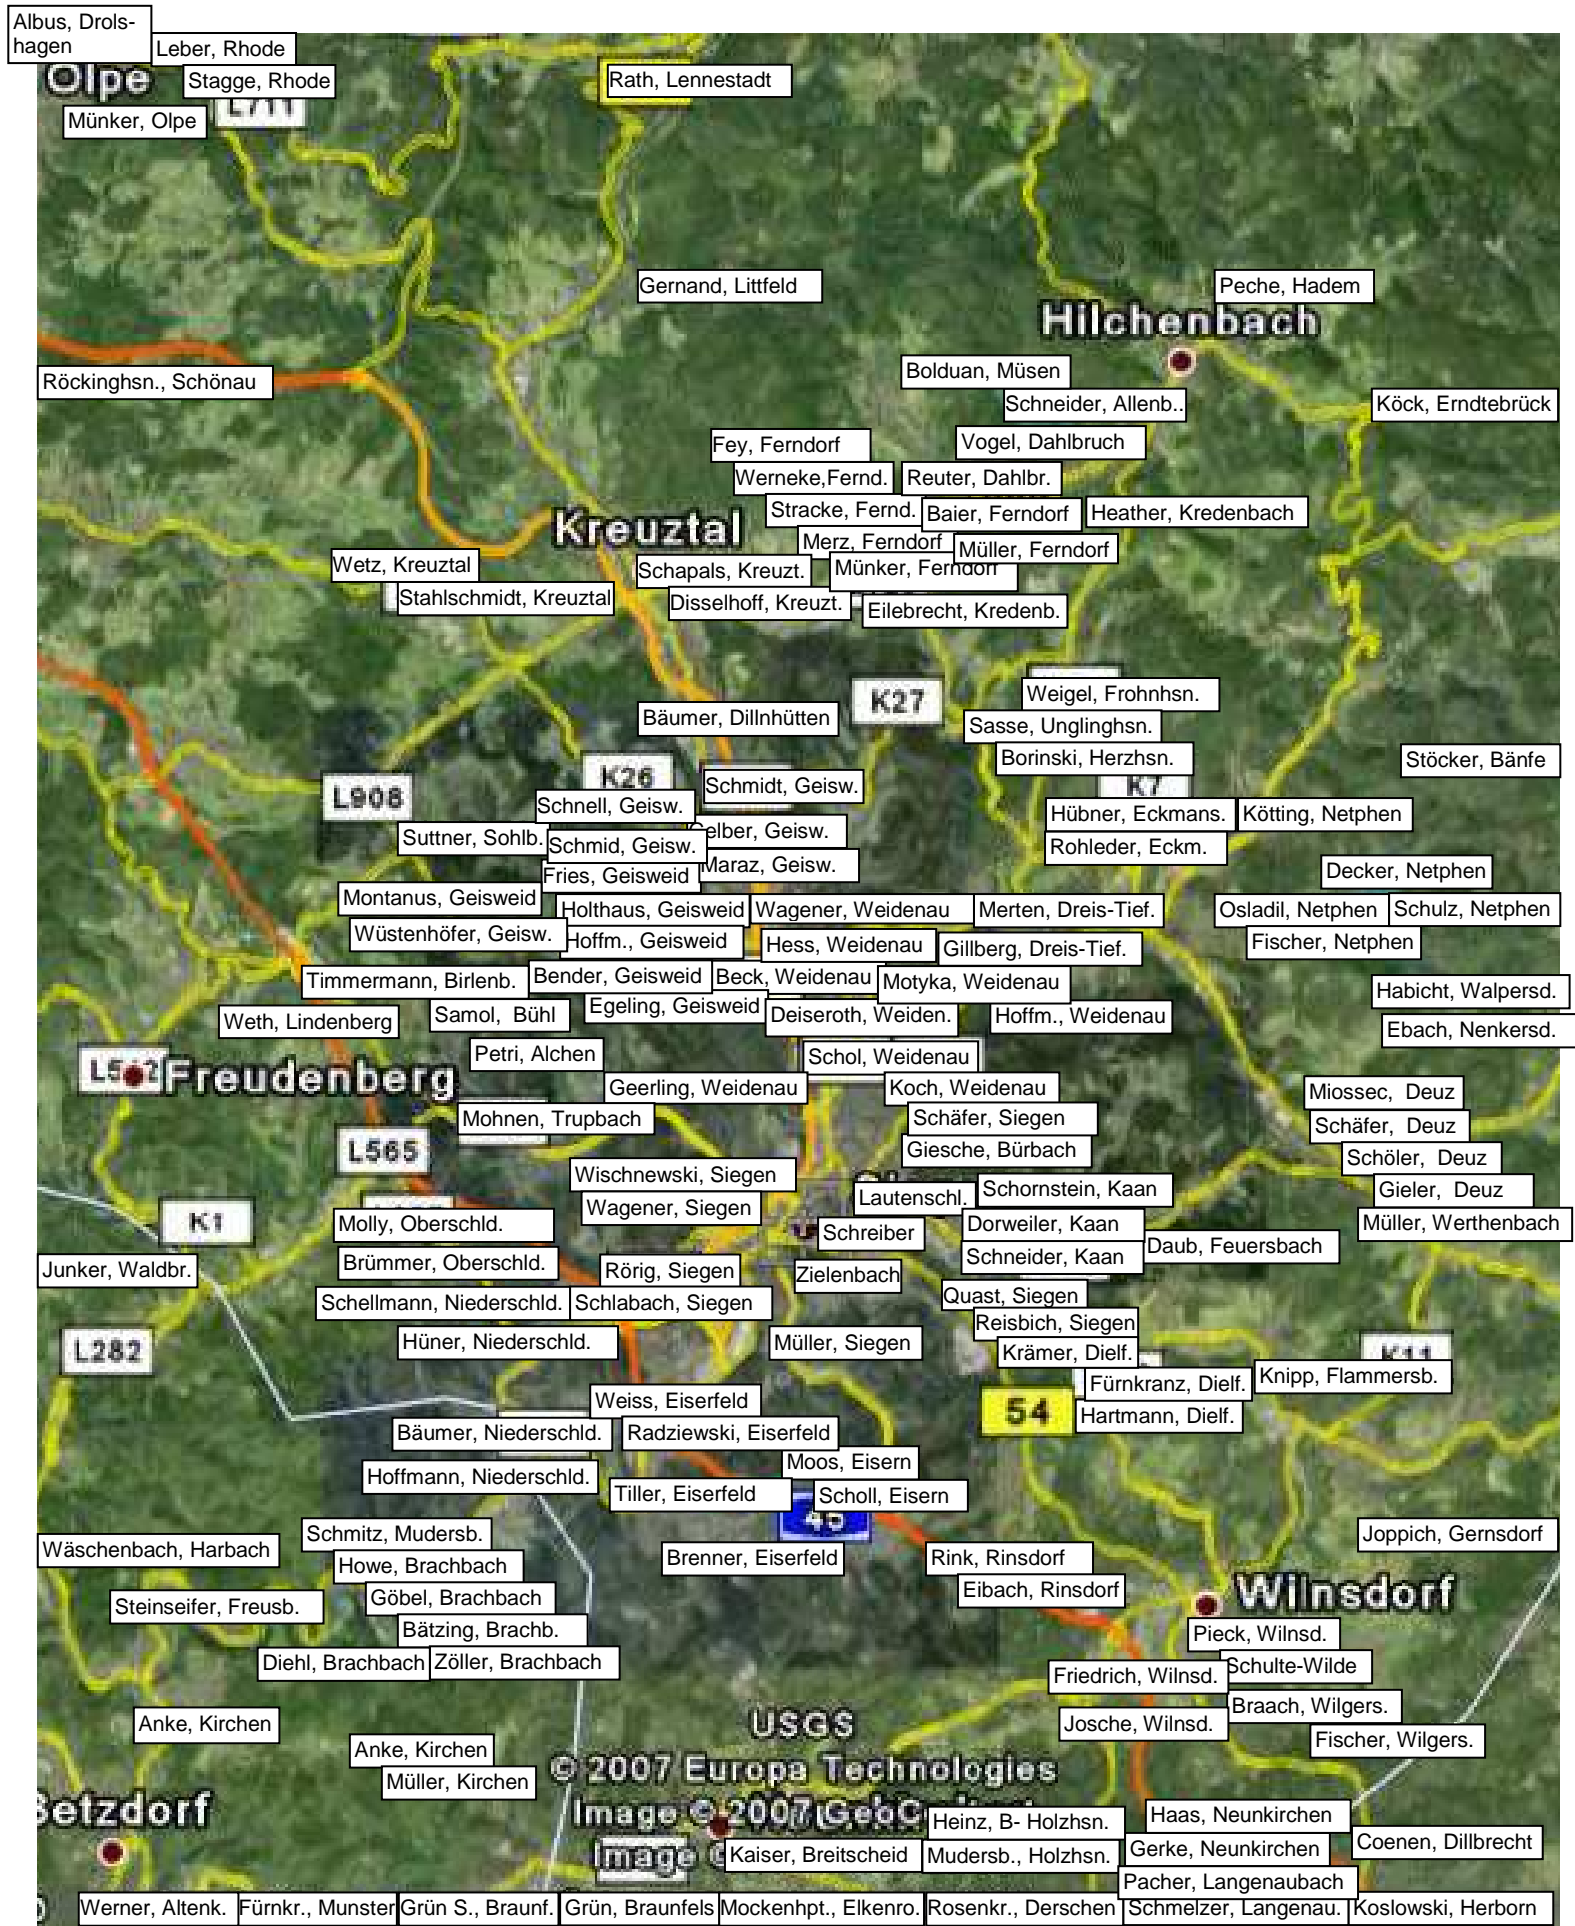 Albus, Drols-
hagen
Leber, Rhode
Olpe
Stagge, Rhode
Rath, Lennestadt
L711
Münker, Olpe
Gernand, Littfeld
Peche, Hadem
Hilchenbach
Bolduan, Müsen
Röckinghsn., Schönau
Schneider, Allenb..
Köck, Erndtebrück
Fey, Ferndorf
Vogel, Dahlbruch
Werneke,Fernd.
Reuter, Dahlbr.
Stracke, Fernd.
Baier, Ferndorf
Heather, Kredenbach
Kreuztal
Merz, Ferndorf
Müller, Ferndorf
Wetz, Kreuztal
Schapals, Kreuzt.
Münker, Ferndorf
Stahlschmidt, Kreuztal
Disselhoff, Kreuzt.
Eilebrecht, Kredenb.
K27
Weigel, Frohnhsn.
Bäumer, Dillnhütten
Sasse, Unglinghsn.
Borinski, Herzhsn.
Stöcker, Bänfe
K26
Schmidt, Geisw.
K7
L908
Schnell, Geisw.
Hübner, Eckmans.
Kötting, Netphen
Suttner, Sohlb.
Gelber, Geisw.
Schmid, Geisw.
Rohleder, Eckm.
Maraz, Geisw.
Fries, Geisweid
Decker, Netphen
Montanus, Geisweid
Holthaus, Geisweid
Wagener, Weidenau
Merten, Dreis-Tief.
Osladil, Netphen
Schulz, Netphen
Wüstenhöfer, Geisw.
Hoffm., Geisweid
Hess, Weidenau
Gillberg, Dreis-Tief.
Fischer, Netphen
Timmermann, Birlenb.
Bender, Geisweid
Beck, Weidenau
Motyka, Weidenau
Habicht, Walpersd.
Weth, Lindenberg
Samol, Bühl
Egeling, Geisweid
Deiseroth, Weiden.
Hoffm., Weidenau
Ebach, Nenkersd.
Petri, Alchen
Schol, Weidenau
Freudenberg
Geerling, Weidenau
Koch, Weidenau
Miossec, Deuz
Mohnen, Trupbach
Schäfer, Siegen
Schäfer, Deuz
L565
Giesche, Bürbach
Schöler, Deuz
Wischnewski, Siegen
Lautenschl.
Schornstein, Kaan
Gieler, Deuz
K1
Wagener, Siegen
Molly, Oberschld.
Schreiber
Dorweiler, Kaan
Müller, Werthenbach
Daub, Feuersbach
Junker, Waldbr.
Brümmer, Oberschld.
Schneider, Kaan
Rörig, Siegen
Zielenbach
Quast, Siegen
Schellmann, Niederschld.
Schlabach, Siegen
Reisbich, Siegen
Hüner, Niederschld.
Müller, Siegen
L282
K11
Krämer, Dielf.
Fürnkranz, Dielf.
Knipp, Flammersb.
Weiss, Eiserfeld
54
Hartmann, Dielf.
Bäumer, Niederschld.
Radziewski, Eiserfeld
Moos, Eisern
Hoffmann, Niederschld.
Tiller, Eiserfeld
Scholl, Eisern
45
Schmitz, Mudersb.
Joppich, Gernsdorf
Wäschenbach, Harbach
Howe, Brachbach
Brenner, Eiserfeld
Rink, Rinsdorf
Eibach, Rinsdorf
Wilnsdorf
Göbel, Brachbach
Steinseifer, Freusb.
Bätzing, Brachb.
Pieck, Wilnsd.
Diehl, Brachbach
Zöller, Brachbach
Friedrich, Wilnsd.
Schulte-Wilde
Braach, Wilgers.
Anke, Kirchen
Josche, Wilnsd.
Fischer, Wilgers.
USGS
Anke, Kirchen
© 2007 Europa Technologies
Müller, Kirchen
Betzdorf
Image © 2007
Heinz, B- Holzhsn.
Haas, Neunkirchen
Image ©
Kaiser, Breitscheid
Mudersb., Holzhsn.
Gerke, Neunkirchen
Coenen, Dillbrecht
Pacher, Langenaubach
Werner, Altenk.
Fürnkr., Munster
Grün S., Braunf.
Grün, Braunfels
Mockenhpt., Elkenro.
Rosenkr., Derschen
Schmelzer, Langenau.
Koslowski, Herborn